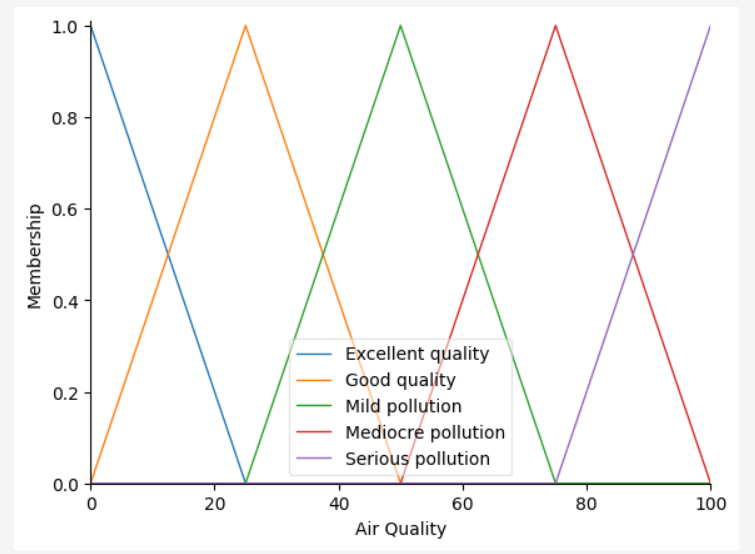 1.0
0.8
0.6
0.4
0.2
0.0
Membership
Excellent quality
Good quality
Mild pollution
Mediocre pollution
Serious pollution
0 20 40 60 80 100
Air Quality